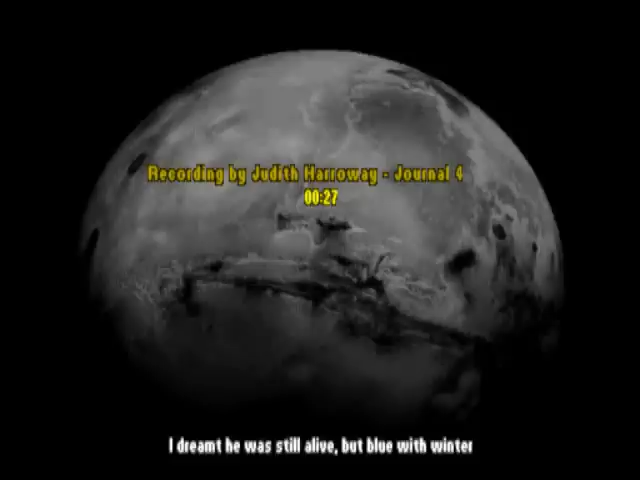 Recording by Judith Harroway - Journal 4
00:27
I dreamt he was still alive, but blue with winter